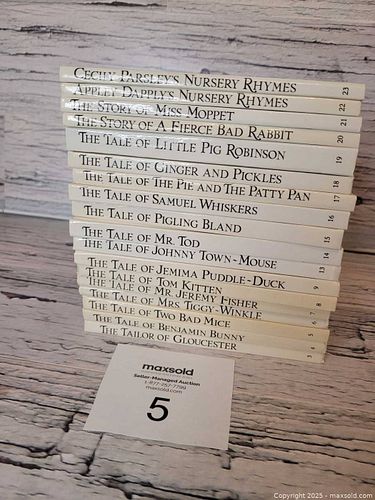 CECILY PARSLEY'S NURSERY RHYMES 23
APPLEY DAPPLY'S NURSERY RHYMES 22
THE STORY OF MISS MOPPET 21
THE STORY OF A FIERCE BAD RABBIT 20
THE TALE OF LITTLE PIG ROBINSON 19
THE TALE OF GINGER AND PICKLES 18
THE TALE OF THE PIE AND THE PATTY PAN 17
THE TALE OF SAMUEL WHISKERS 16
THE TALE OF PIGLING BLAND 15
THE TALE OF MR. TOD 14
THE TALE OF JOHNNY TOWN-MOUSE 13
THE TALE OF JEMIMA PUDDLE-DUCK 9
THE TALE OF TOM KITTEN 8
THE TALE OF MR JEREMY FISHER 7
THE TALE OF MRS TIGGY-WINKLE 6
THE TALE OF TWO BAD MICE 5
THE TALE OF BENJAMIN BUNNY
THE TAILOR OF GLOUCESTER 3
maxsold
Seller-Managed Auction
1-877-257-7799
maxsold.com
5
Copyright 2025 - maxsold.com